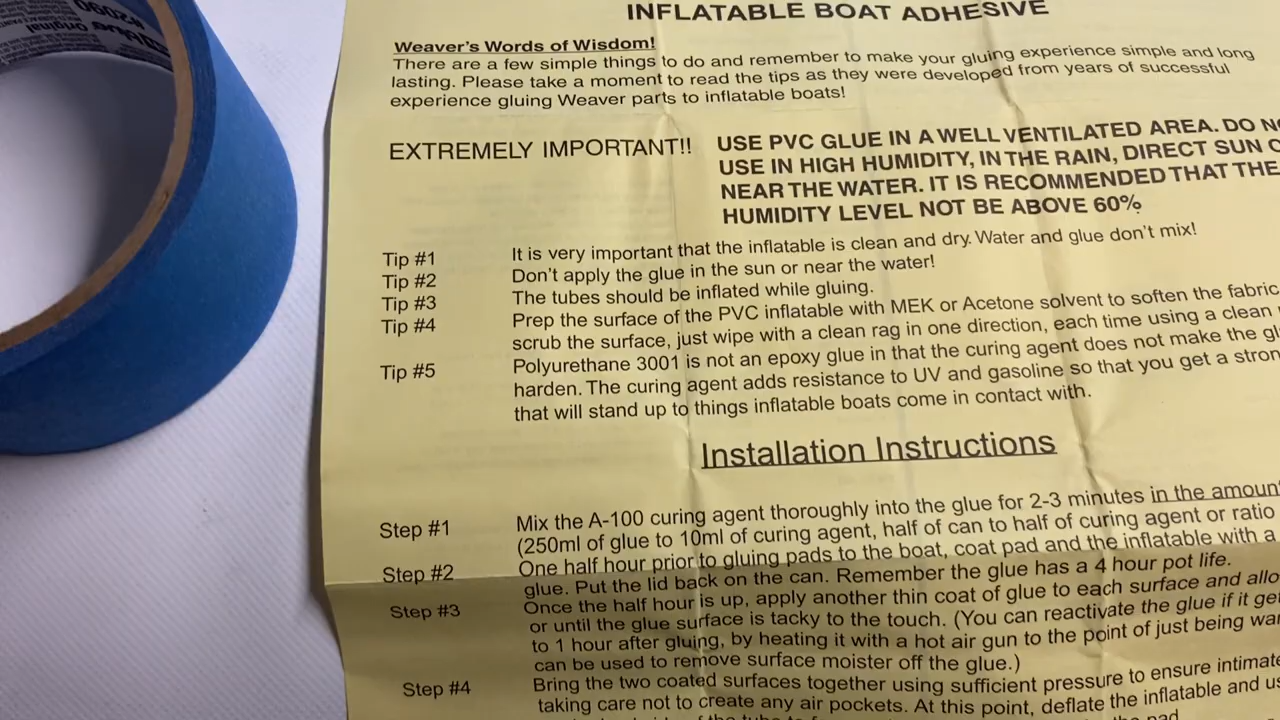 #2090
Original
INFLATABLE BOAT ADHESIVE
Weaver's Words of Wisdom!
There are a few simple things to do and remember to make your gluing experience simple and long
lasting. Please take a moment to read the tips as they were developed from years of successful
experience gluing Weaver parts to inflatable boats!
EXTREMELY IMPORTANT!! USE PVC GLUE IN A WELL VENTILATED AREA. DO
USE IN HIGH HUMIDITY, IN THE RAIN, DIRECT SUN
NEAR THE WATER. IT IS RECOMMENDED THAT THE
HUMIDITY LEVEL NOT BE ABOVE 60%
Tip #1 It is very important that the inflatable is clean and dry. Water and glue don't mix!
Tip #2 Don't apply the glue in the sun or near the water!
Tip #3 The tubes should be inflated while gluing.
Tip #4 Prep the surface of the PVC inflatable with MEK or Acetone solvent to soften the fabric
scrub the surface, just wipe with a clean rag in one direction, each time using a clean
Tip #5 Polyurethane 3001 is not an epoxy glue in that the curing agent does not make the
harden. The curing agent adds resistance to UV and gasoline so that you get a
that will stand up to things inflatable boats come in contact with.
Installation Instructions
Step #1 Mix the A-100 curing agent thoroughly into the glue for 2-3 minutes in the
(250ml of glue to 10ml of curing agent, half of can to half of curing agent or ratio
Step #2 One half hour prior to gluing pads to the boat, coat pad and the inflatable with a
glue. Put the lid back on the can. Remember the glue has a 4 hour pot life.
Step #3 Once the half hour is up, apply another thin coat of glue to each surface and
or until the glue surface is tacky to the touch. (You can reactivate the glue if it
to 1 hour after gluing, by heating it with a hot air gun to the point of just being
can be used to remove surface moister off the glue.)
Step #4 Bring the two coated surfaces together using sufficient pressure to ensure
taking care not to create any air pockets. At this point, deflate the inflatable and